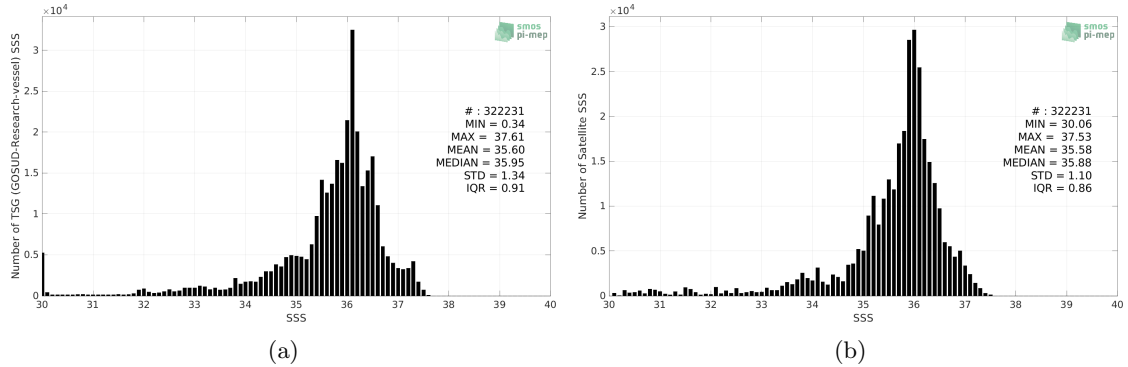 ×10⁴
Number of TSG (GOSUD-Research-vessel) SSS
3
2.5
2
1.5
1
0.5
0
30 31 32 33 34 35 36 37 38 39 40
SSS
smos
pi-mep
# : 322231
MIN = 0.34
MAX = 37.61
MEAN = 35.60
MEDIAN = 35.95
STD = 1.34
IQR = 0.91
(a)
×10⁴
Number of Satellite SSS
3
2.5
2
1.5
1
0.5
0
30 31 32 33 34 35 36 37 38 39 40
SSS
smos
pi-mep
# : 322231
MIN = 30.06
MAX = 37.53
MEAN = 35.58
MEDIAN = 35.88
STD = 1.10
IQR = 0.86
(b)